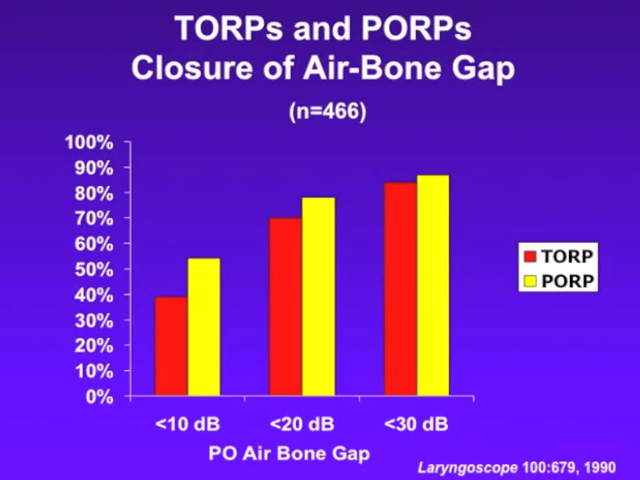 TORPs and PORPs
Closure of Air-Bone Gap
(n=466)
100%
90%
80%
70%
60%
50%
40%
30%
20%
10%
0%
<10 dB <20 dB <30 dB
PO Air Bone Gap
TORP
PORP
Laryngoscope 100:679, 1990